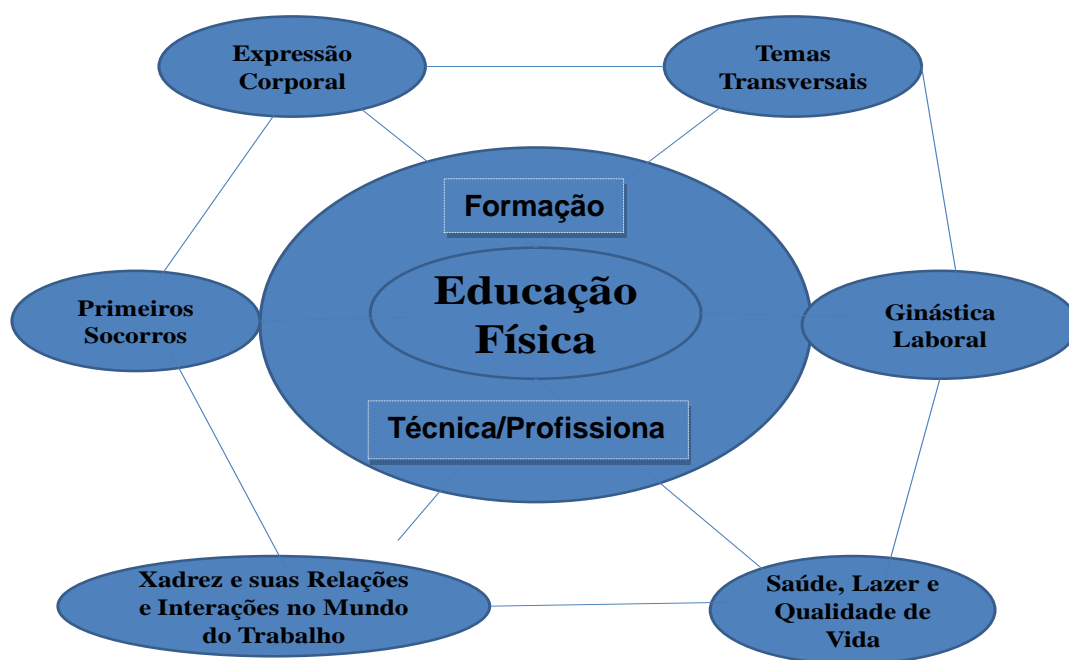 Expressão
Corporal
Temas
Transversais
Formação
Educação
Física
Primeiros
Socorros
Ginástica
Laboral
Técnica/Profissiona
Xadrez e suas Relações
e Interações no Mundo
do Trabalho
Saúde, Lazer e
Qualidade de
Vida